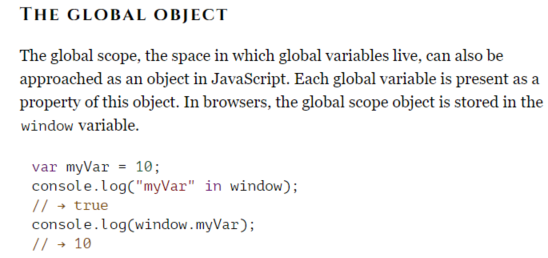 THE GLOBAL OBJECT
The global scope, the space in which global variables live, can also be
approached as an object in JavaScript. Each global variable is present as a
property of this object. In browsers, the global scope object is stored in the
window variable.
var myVar = 10;
console.log("myVar" in window);
// → true
console.log(window.myVar);
// → 10